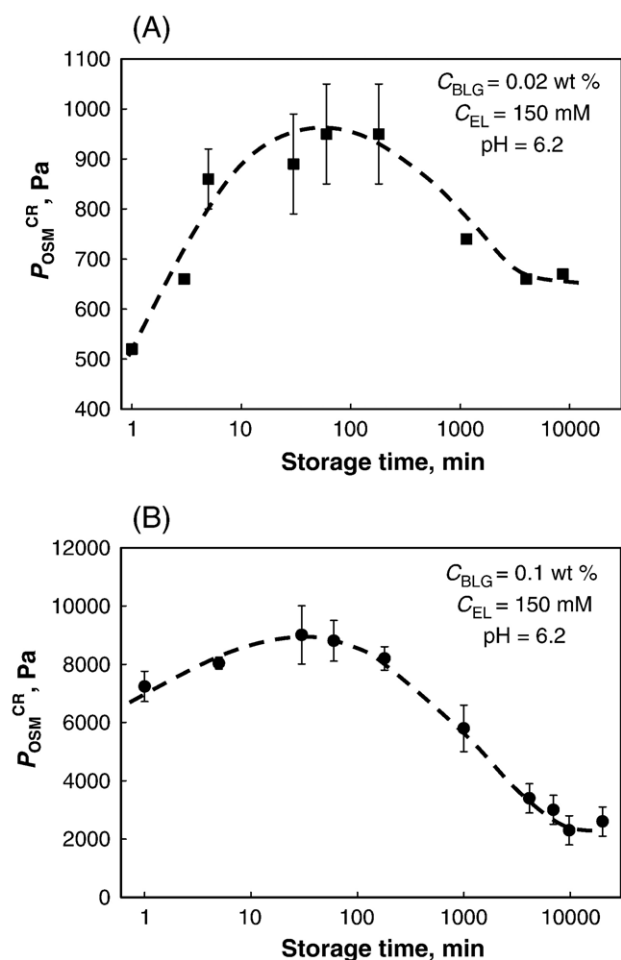 (A)
1100
1000
900
800
700
600
500
400
P_OSM^CR, Pa
C_BLG = 0.02 wt %
C_EL = 150 mM
pH = 6.2
1 10 100 1000 10000
Storage time, min
(B)
12000
10000
8000
6000
4000
2000
0
P_OSM^CR, Pa
C_BLG = 0.1 wt %
C_EL = 150 mM
pH = 6.2
1 10 100 1000 10000
Storage time, min